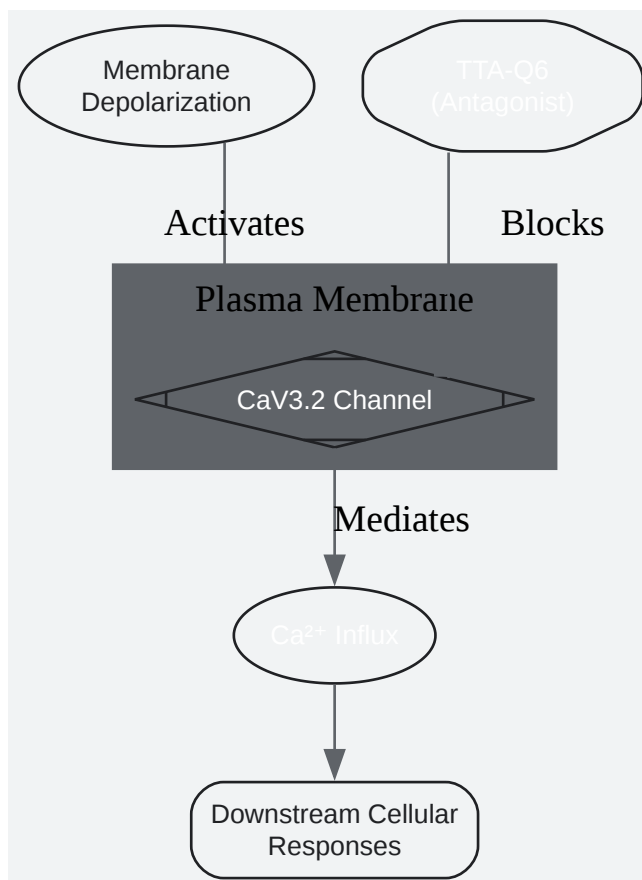 Membrane
Depolarization
TTA-Q6
(Antagonist)
Activates
Blocks
Plasma Membrane
CaV3.2 Channel
Mediates
Ca²⁺ Influx
Downstream Cellular
Responses